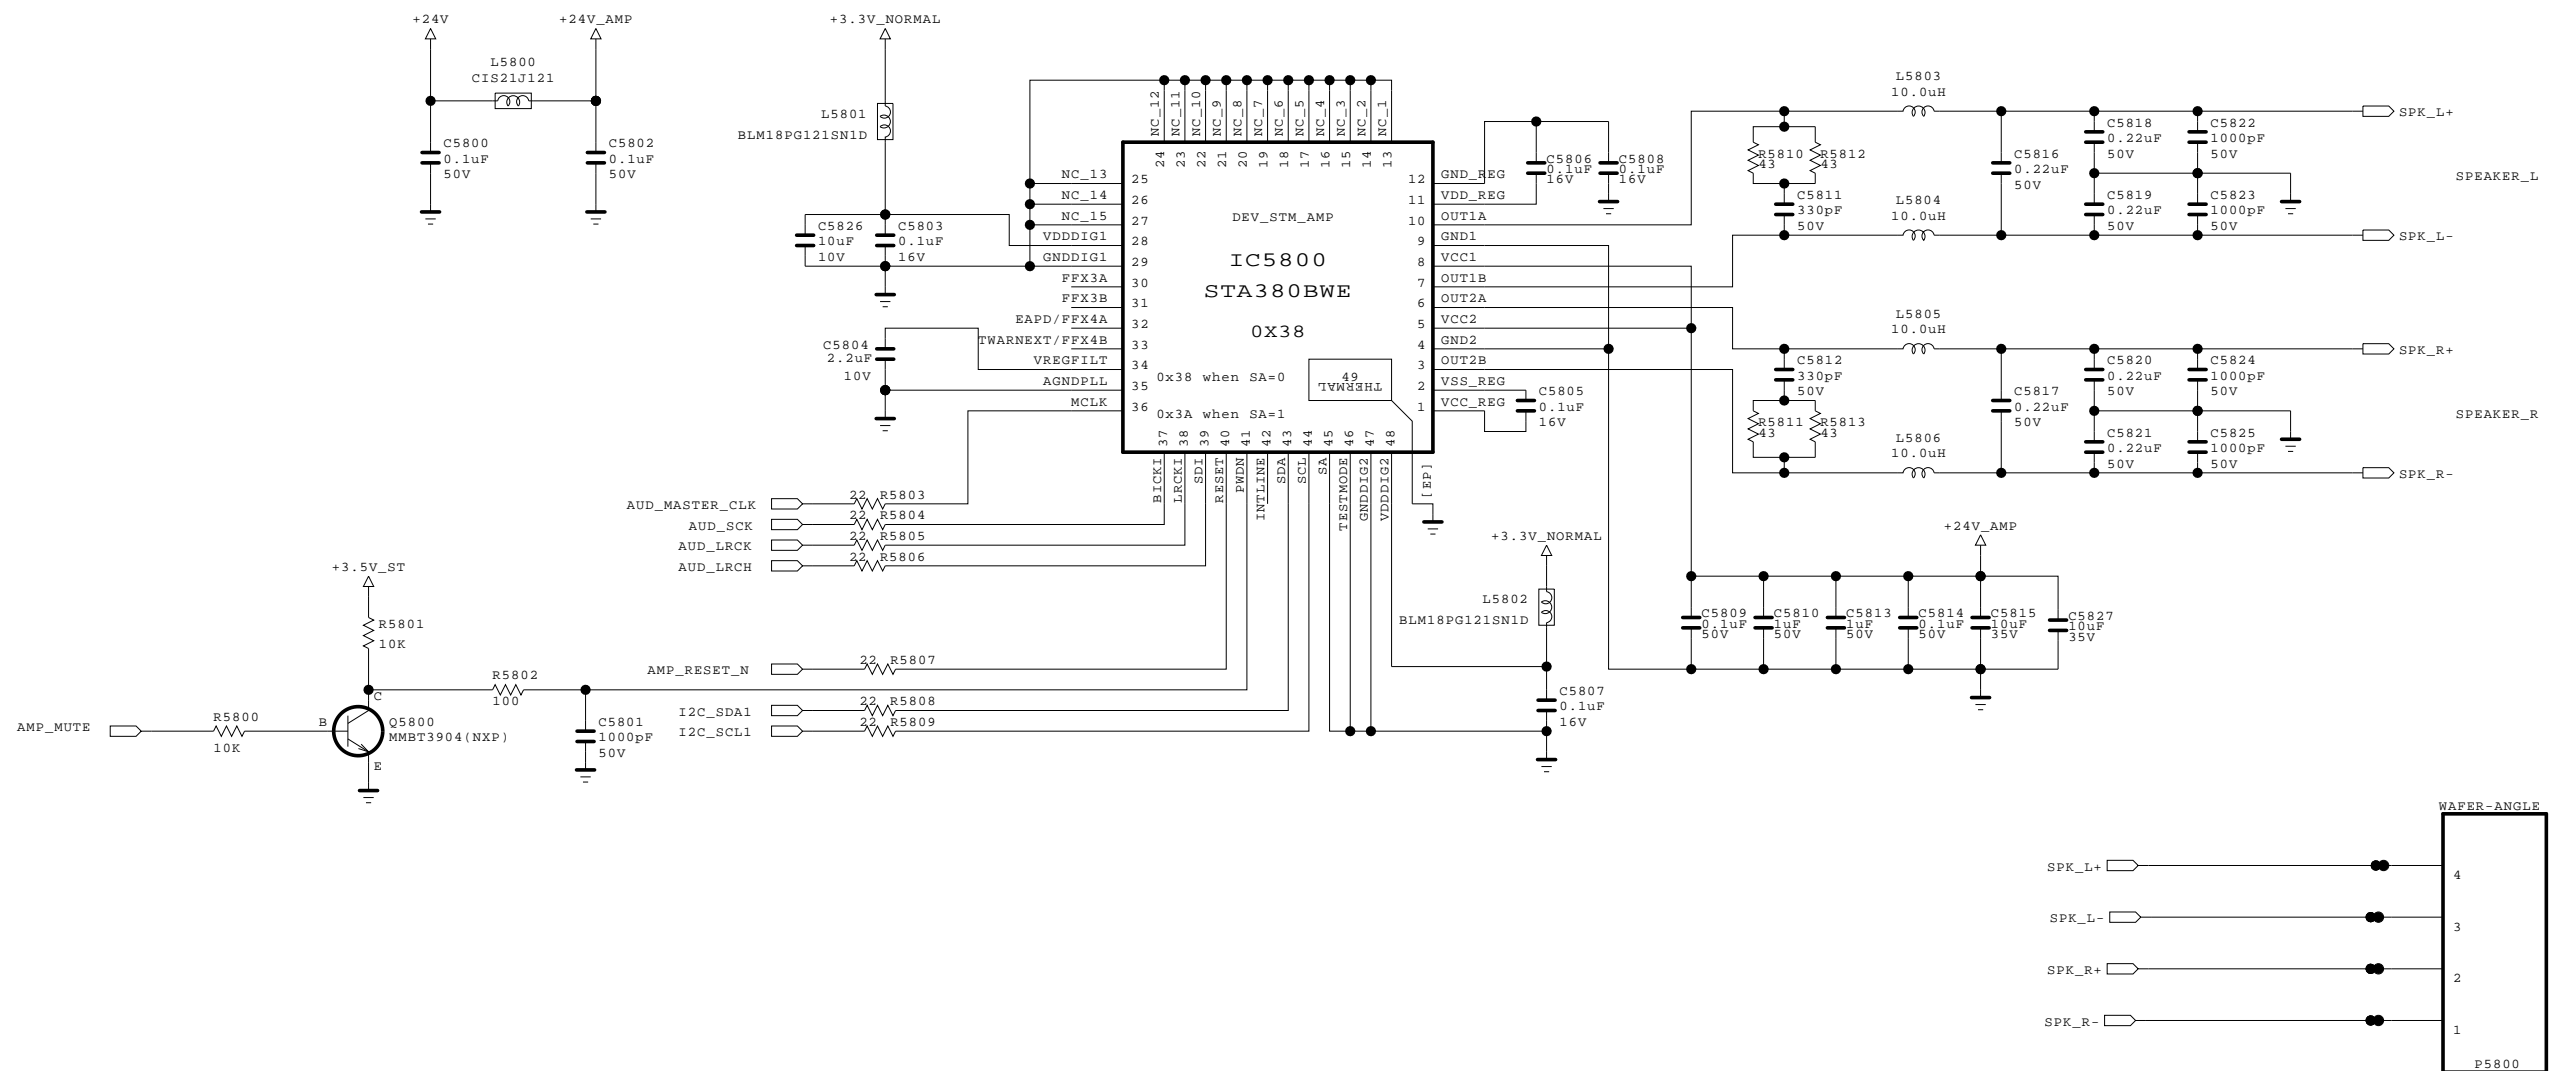 +24V
+24V_AMP
L5800
CIS21J121
C5800
0.1uF
50V
C5802
0.1uF
50V
+3.3V_NORMAL
L5801
BLM18PG121SN1D
C5826
10uF
10V
C5803
0.1uF
16V
C5804
2.2uF
10V
NC_12
NC_11
NC_10
NC_9
NC_8
NC_7
NC_6
NC_5
NC_4
NC_3
NC_2
NC_1
24
23
22
21
20
19
18
17
16
15
14
13
NC_13
25
NC_14
26
NC_15
27
VDDDIG1
28
GNDDIG1
29
FFX3A
30
FFX3B
31
EAPD/FFX4A
32
TWARNEXT/FFX4B
33
VREGFILT
34
AGNDPLL
35
MCLK
36
DEV_STM_AMP
IC5800
STA380BWE
0X38
0x38 when SA=0
0x3A when SA=1
49
THERMAL
12
GND_REG
11
VDD_REG
10
OUT1A
9
GND1
8
VCC1
7
OUT1B
6
OUT2A
5
VCC2
4
GND2
3
OUT2B
2
VSS_REG
1
VCC_REG
37
38
39
40
41
42
43
44
45
46
47
48
BICKI
LRCKI
SDI
RESET
PWDN
INTLINE
SDA
SCL
SA
TESTMODE
GNDDIG2
VDDDIG2
[EP]
C5806
0.1uF
16V
C5808
0.1uF
16V
C5805
0.1uF
16V
R5810
43
R5812
43
C5811
330pF
50V
L5803
10.0uH
L5804
10.0uH
C5816
0.22uF
50V
C5818
0.22uF
50V
C5819
0.22uF
50V
C5822
1000pF
50V
C5823
1000pF
50V
SPK_L+
SPEAKER_L
SPK_L-
C5812
330pF
50V
R5811
43
R5813
43
L5805
10.0uH
L5806
10.0uH
C5817
0.22uF
50V
C5820
0.22uF
50V
C5821
0.22uF
50V
C5824
1000pF
50V
C5825
1000pF
50V
SPK_R+
SPEAKER_R
SPK_R-
AUD_MASTER_CLK
22 R5803
AUD_SCK
22 R5804
AUD_LRCK
22 R5805
AUD_LRCH
22 R5806
AMP_RESET_N
22 R5807
I2C_SDA1
22 R5808
I2C_SCL1
22 R5809
+3.5V_ST
R5801
10K
R5802
100
C5801
1000pF
50V
AMP_MUTE
R5800
10K
B
C
E
Q5800
MMBT3904(NXP)
+3.3V_NORMAL
L5802
BLM18PG121SN1D
C5807
0.1uF
16V
+24V_AMP
C5809
0.1uF
50V
C5810
1uF
50V
C5813
1uF
50V
C5814
0.1uF
50V
C5815
10uF
35V
C5827
10uF
35V
WAFER-ANGLE
SPK_L+
4
SPK_L-
3
SPK_R+
2
SPK_R-
1
P5800